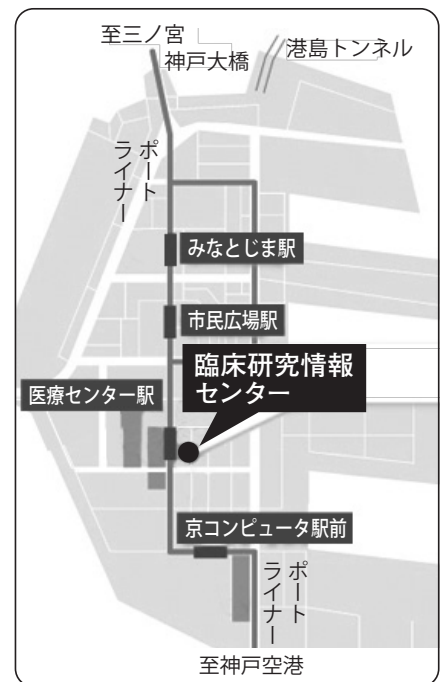 至三ノ宮
神戸大橋
港島トンネル
ポート
ライナー
みなとじま駅
市民広場駅
臨床研究情報
センター
医療センター駅
京コンピュータ駅前
ポート
ライナー
至神戸空港